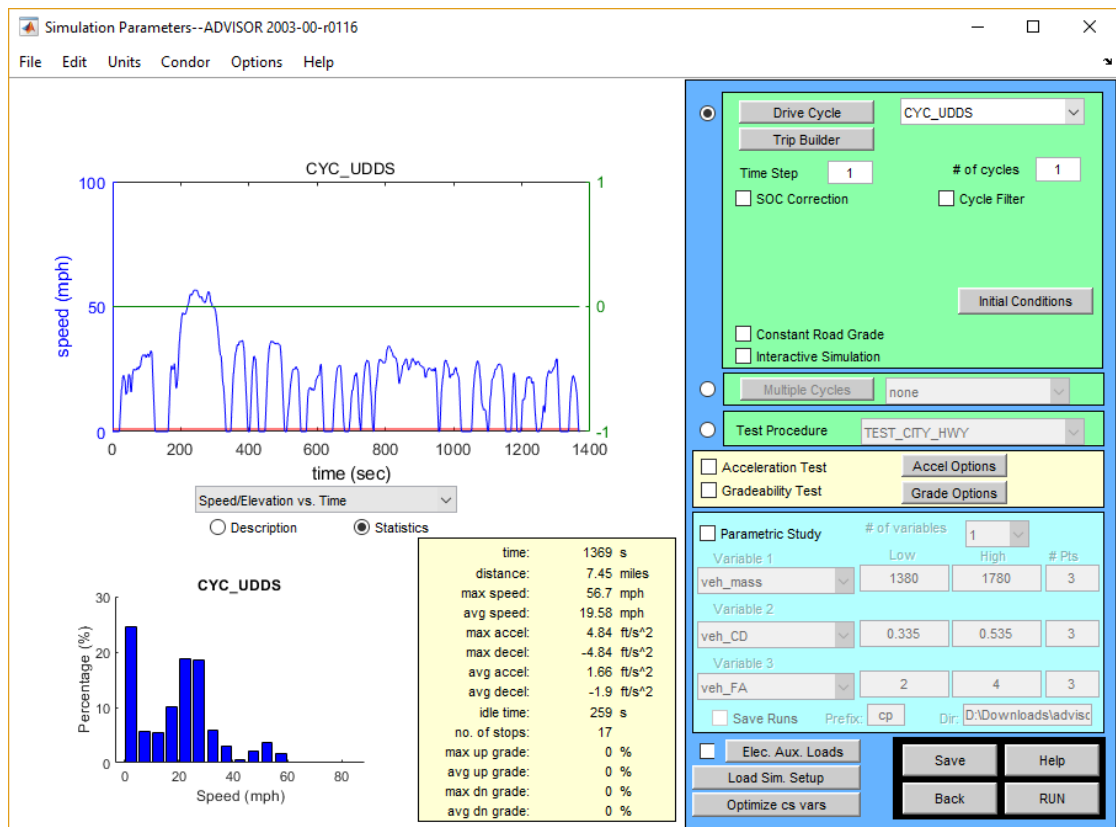 Simulation Parameters--ADVISOR 2003-00-r0116
File Edit Units Condor Options Help
CYC_UDDS
speed (mph)
100
50
0
1
0
-1
0 200 400 600 800 1000 1200 1400
time (sec)
Speed/Elevation vs. Time
Description Statistics
CYC_UDDS
Percentage (%)
30
20
10
0
0 20 40 60 80
Speed (mph)
time: 1369 s
distance: 7.45 miles
max speed: 56.7 mph
avg speed: 19.58 mph
max accel: 4.84 ft/s^2
max decel: -4.84 ft/s^2
avg accel: 1.66 ft/s^2
avg decel: -1.9 ft/s^2
idle time: 259 s
no. of stops: 17
max up grade: 0 %
avg up grade: 0 %
max dn grade: 0 %
avg dn grade: 0 %
Drive Cycle CYC_UDDS
Trip Builder
Time Step 1 # of cycles 1
SOC Correction Cycle Filter
Initial Conditions
Constant Road Grade
Interactive Simulation
Multiple Cycles none
Test Procedure TEST_CITY_HWY
Acceleration Test Accel Options
Gradeability Test Grade Options
Parametric Study # of variables 1
Variable 1 Low High # Pts
veh_mass 1380 1780 3
Variable 2
veh_CD 0.335 0.535 3
Variable 3
veh_FA 2 4 3
Save Runs Prefix: cp Dir: D:\Downloads\advisc
Elec. Aux. Loads
Load Sim. Setup
Optimize cs vars
Save Help
Back RUN